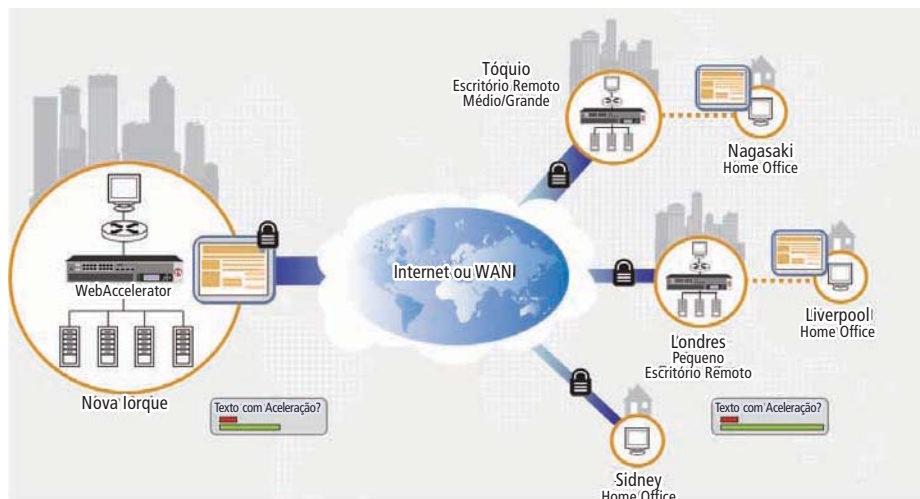 Tóquio
Escritório Remoto
Médio/Grande
Nagasaki
Home Office
WebAccelerator
Internet ou WAN
Nova Iorque
Londres
Pequeno
Escritório Remoto
Liverpool
Home Office
Texto com Aceleração?
Texto com Aceleração?
Sidney
Home Office